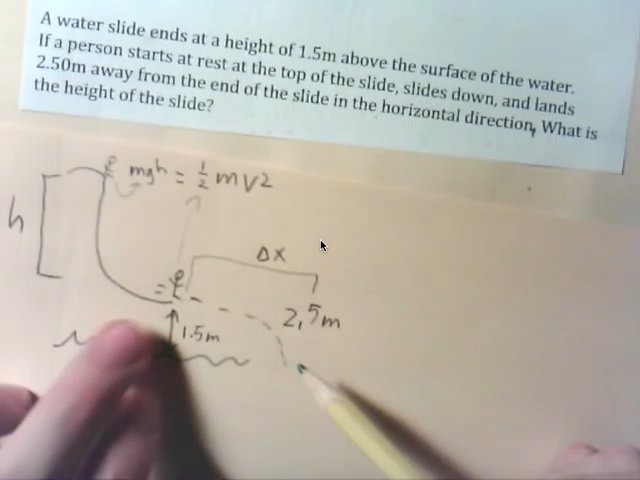 A water slide ends at a height of 1.5m above the surface of the water.
If a person starts at rest at the top of the slide, slides down, and lands
2.50m away from the end of the slide in the horizontal direction, What is
the height of the slide?
mgh = 1/2 mv2
h
Δx
2,5m
1.5m